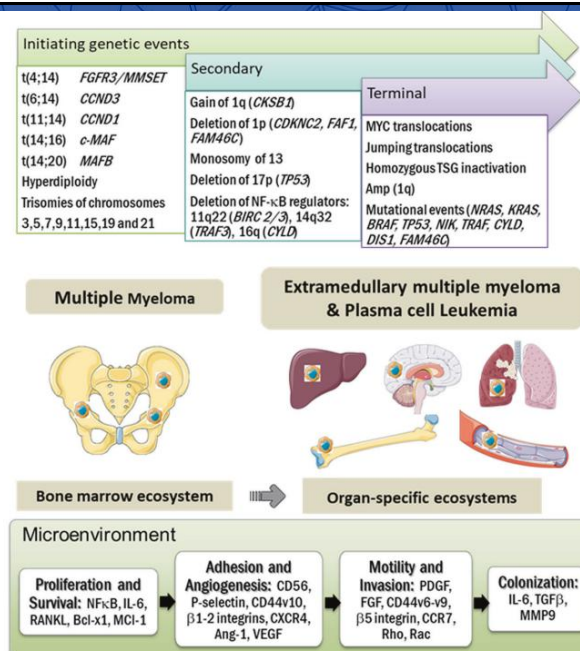 Initiating genetic events
t(4;14) FGFR3/MMSET
t(6;14) CCND3
t(11;14) CCND1
t(14;16) c-MAF
t(14;20) MAFB
Hyperdiploidy
Trisomies of chromosomes
3,5,7,9,11,15,19 and 21
Secondary
Gain of 1q (CKSB1)
Deletion of 1p (CDKNC2, FAF1,
FAM46C)
Monosomy of 13
Deletion of 17p (TP53)
Deletion of NF-κB regulators:
11q22 (BIRC 2/3), 14q32
(TRAF3), 16q (CYLD)
Terminal
MYC translocations
Jumping translocations
Homozygous TSG inactivation
Amp (1q)
Mutational events (NRAS, KRAS,
BRAF, TP53, NIK, TRAF, CYLD,
DIS1, FAM46C)
Multiple Myeloma
Extramedullary multiple myeloma
& Plasma cell Leukemia
Bone marrow ecosystem
Organ-specific ecosystems
Microenvironment
Proliferation and
Survival: NFκB, IL-6,
RANKL, Bcl-x1, MCl-1
Adhesion and
Angiogenesis: CD56,
P-selectin, CD44v10,
β1-2 integrins, CXCR4,
Ang-1, VEGF
Motility and
Invasion: PDGF,
FGF, CD44v6-v9,
β5 integrin, CCR7,
Rho, Rac
Colonization:
IL-6, TGFβ,
MMP9